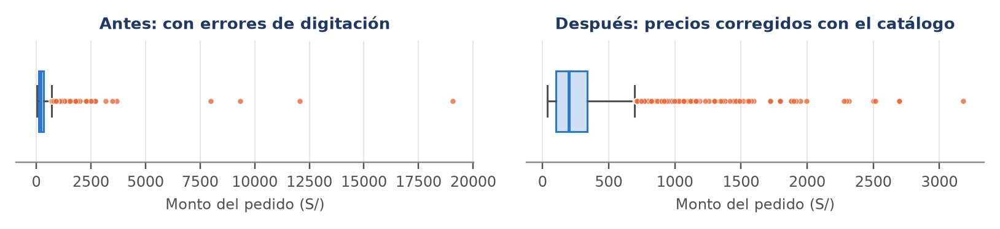 Antes: con errores de digitación
0 2500 5000 7500 10000 12500 15000 17500 20000
Monto del pedido (S/)
Después: precios corregidos con el catálogo
0 500 1000 1500 2000 2500 3000
Monto del pedido (S/)